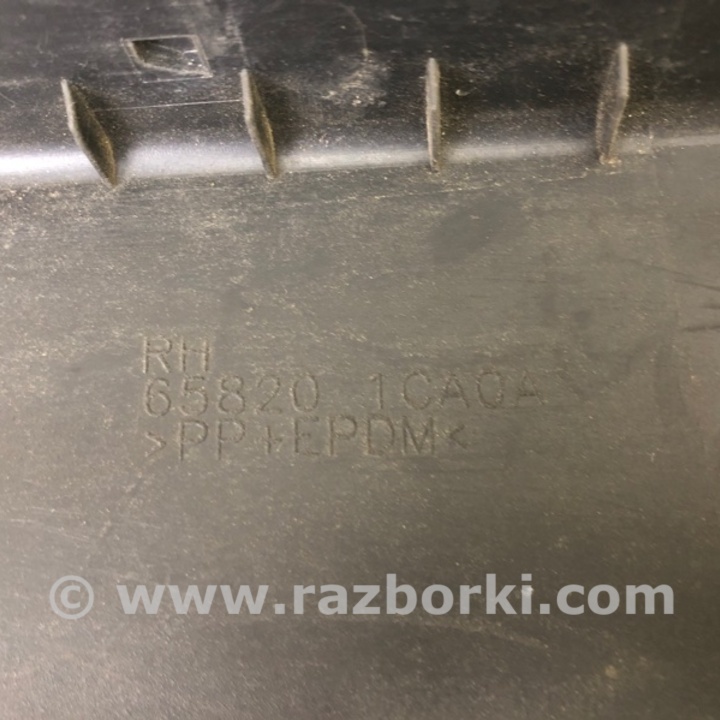 RH
65820 1CA0A
>PP+EPDM<
© www.razborki.com